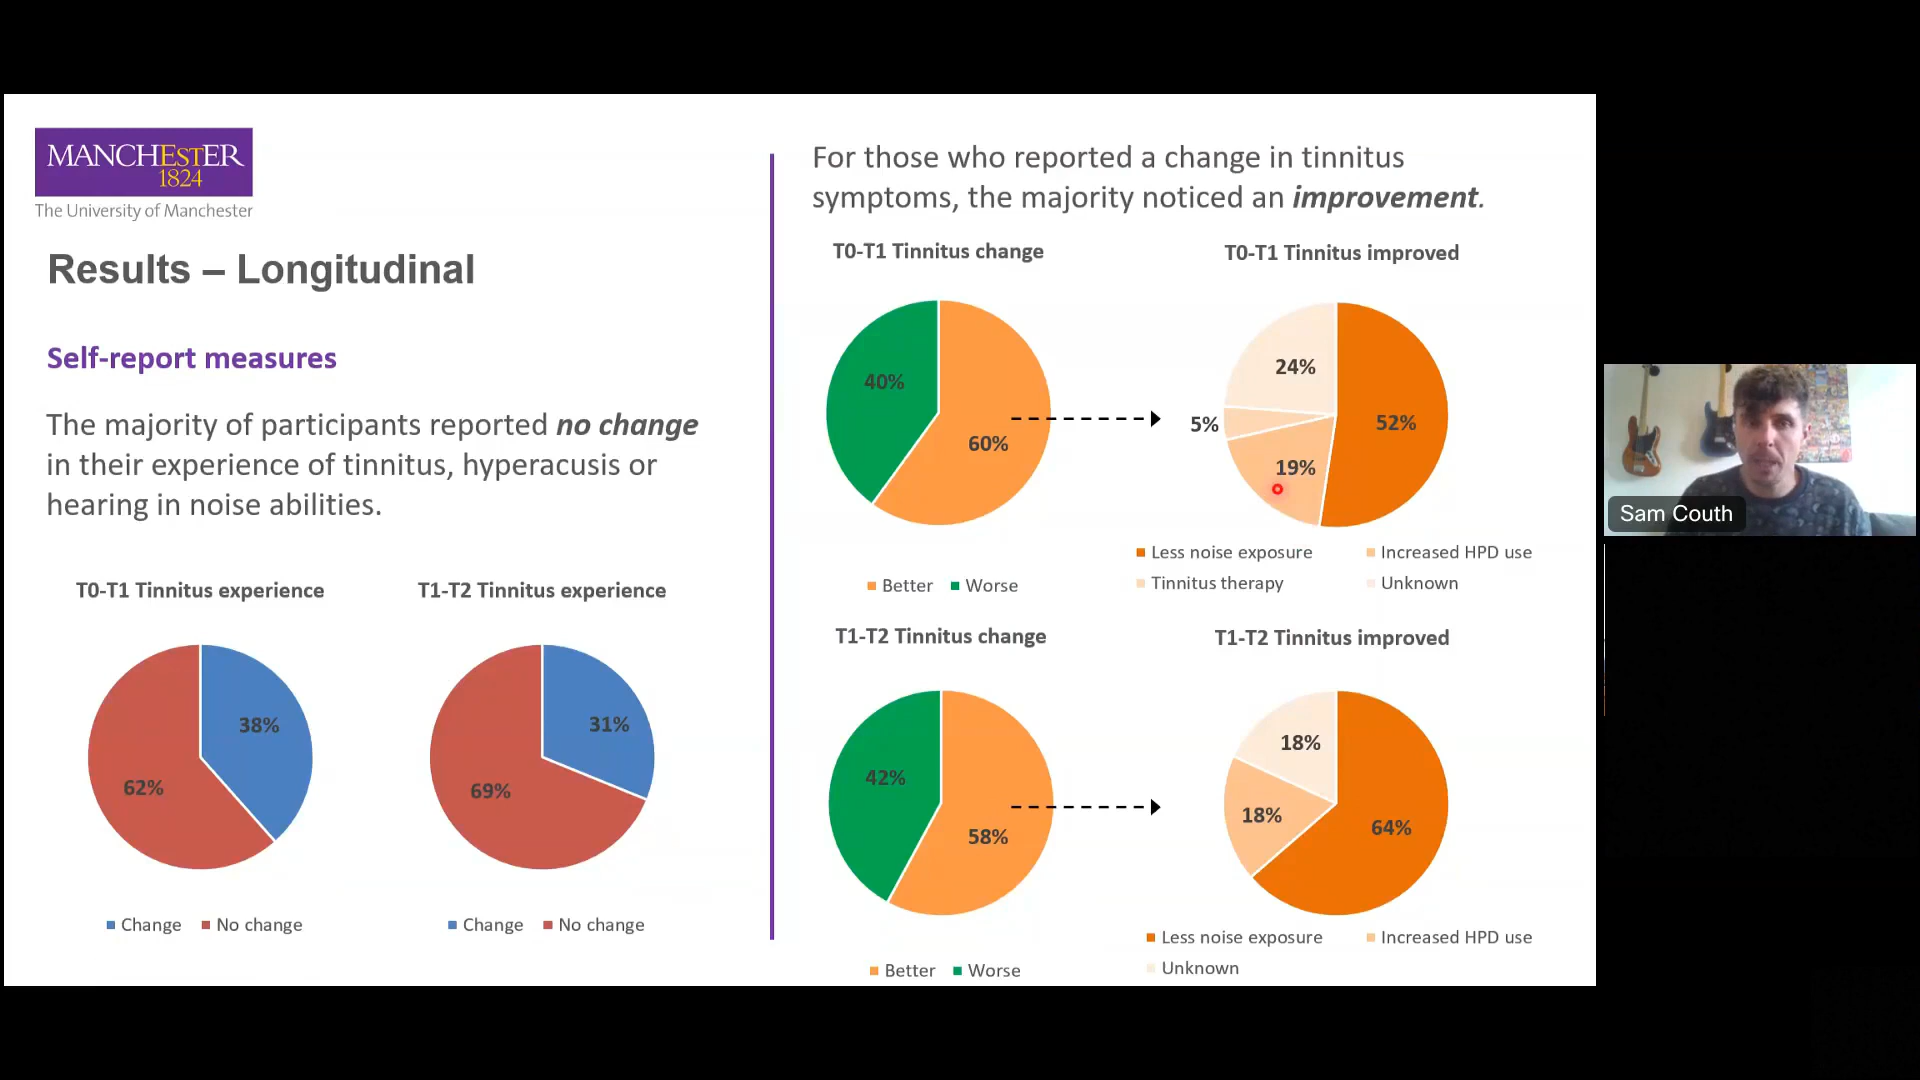 MANCHESTER
1824
The University of Manchester
Results – Longitudinal
Self-report measures
The majority of participants reported no change
in their experience of tinnitus, hyperacusis or
hearing in noise abilities.
T0-T1 Tinnitus experience
38%
62%
Change
No change
T1-T2 Tinnitus experience
31%
69%
Change
No change
For those who reported a change in tinnitus
symptoms, the majority noticed an improvement.
T0-T1 Tinnitus change
40%
60%
Better
Worse
T0-T1 Tinnitus improved
24%
5%
52%
19%
Less noise exposure
Increased HPD use
Tinnitus therapy
Unknown
T1-T2 Tinnitus change
42%
58%
Better
Worse
T1-T2 Tinnitus improved
18%
18%
64%
Less noise exposure
Increased HPD use
Unknown
Sam Couth